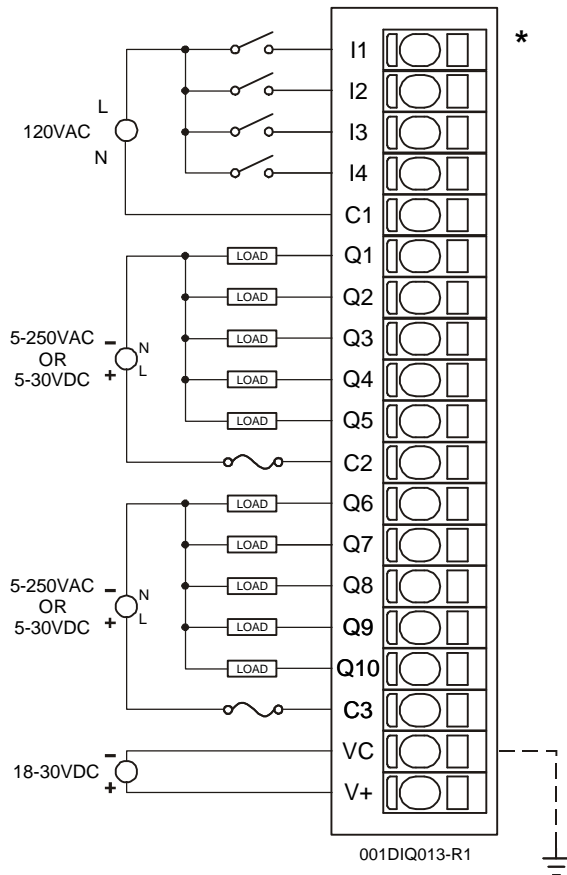 *
I1
I2
I3
I4
C1
L
120VAC
N
Q1
LOAD
Q2
LOAD
Q3
LOAD
Q4
LOAD
Q5
LOAD
C2
5-250VAC
OR
5-30VDC
− N
+ L
Q6
LOAD
Q7
LOAD
Q8
LOAD
Q9
LOAD
Q10
LOAD
C3
5-250VAC
OR
5-30VDC
− N
+ L
VC
V+
18-30VDC
−
+
001DIQ013-R1